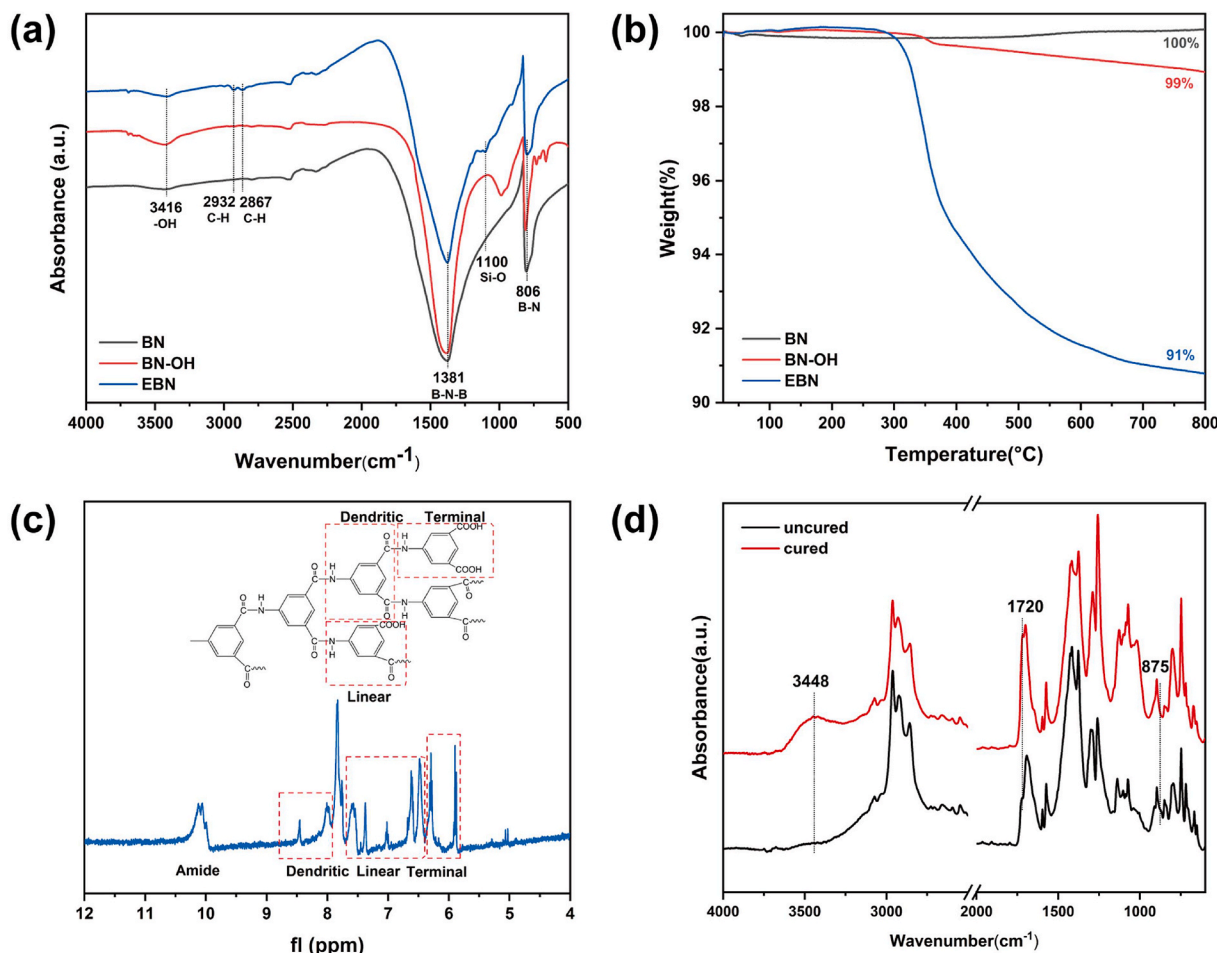 (a)
Absorbance (a.u.)
3416
-OH
2932
C-H
2867
C-H
1100
Si-O
806
B-N
1381
B-N-B
BN
BN-OH
EBN
4000 3500 3000 2500 2000 1500 1000 500
Wavenumber(cm-1)
(b)
Weight(%)
100
98
96
94
92
90
100%
99%
91%
BN
BN-OH
EBN
100 200 300 400 500 600 700 800
Temperature(°C)
(c)
Dendritic
Terminal
COOH
COOH
COOH
O
O
O
O
O
O
O
O
O
O
C
C
C
C
C
C
C
C
C
C
N
N
N
N
N
H
H
H
H
H
Linear
Amide
Dendritic
Linear
Terminal
12 11 10 9 8 7 6 5 4
fl (ppm)
(d)
Absorbance(a.u.)
uncured
cured
3448
1720
875
4000 3500 3000 2000 1500 1000
Wavenumber(cm-1)